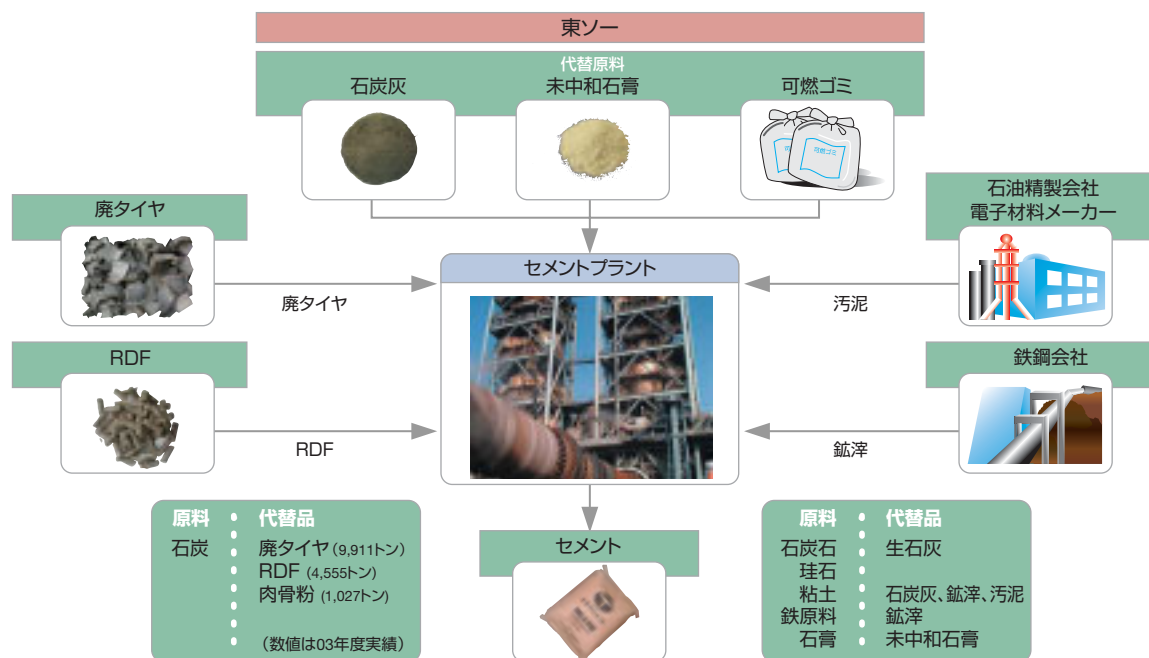 東ソー
代替原料
石炭灰
未中和石膏
可燃ゴミ
可燃ゴミ
廃タイヤ
石油精製会社
電子材料メーカー
セメントプラント
廃タイヤ
汚泥
RDF
鉄鋼会社
RDF
鉱滓
原料 代替品
石炭 廃タイヤ(9,911トン)
RDF (4,555トン)
肉骨粉 (1,027トン)
(数値は03年度実績)
セメント
原料 代替品
石炭石 生石灰
珪石
粘土 石炭灰、鉱滓、汚泥
鉄原料 鉱滓
石膏 未中和石膏